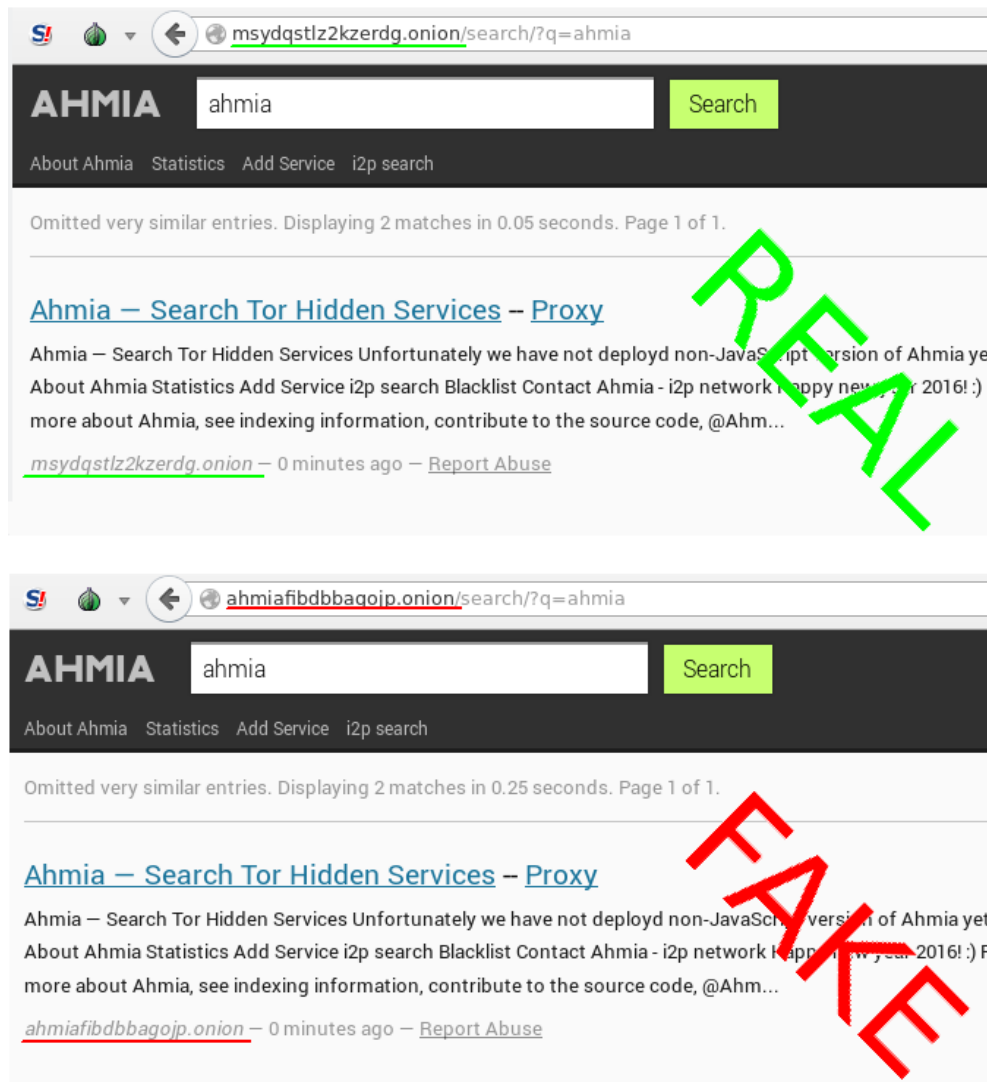 S!
msydqstlz2kzerdg.onion/search/?q=ahmia
AHMIA ahmia Search
About Ahmia Statistics Add Service i2p search
Omitted very similar entries. Displaying 2 matches in 0.05 seconds. Page 1 of 1.
Ahmia — Search Tor Hidden Services – Proxy
Ahmia — Search Tor Hidden Services Unfortunately we have not deployd non-JavaScript version of Ahmia ye
About Ahmia Statistics Add Service i2p search Blacklist Contact Ahmia - i2p network Happy new year 2016! :)
more about Ahmia, see indexing information, contribute to the source code, @Ahm...
msydqstlz2kzerdg.onion — 0 minutes ago — Report Abuse
REAL
S!
ahmiafibdbbaqojp.onion/search/?q=ahmia
AHMIA ahmia Search
About Ahmia Statistics Add Service i2p search
Omitted very similar entries. Displaying 2 matches in 0.25 seconds. Page 1 of 1.
Ahmia — Search Tor Hidden Services – Proxy
Ahmia — Search Tor Hidden Services Unfortunately we have not deployd non-JavaScript version of Ahmia yet
About Ahmia Statistics Add Service i2p search Blacklist Contact Ahmia - i2p network Happy new year 2016! :) F
more about Ahmia, see indexing information, contribute to the source code, @Ahm...
ahmiafibdbbaqojp.onion — 0 minutes ago — Report Abuse
FAKE